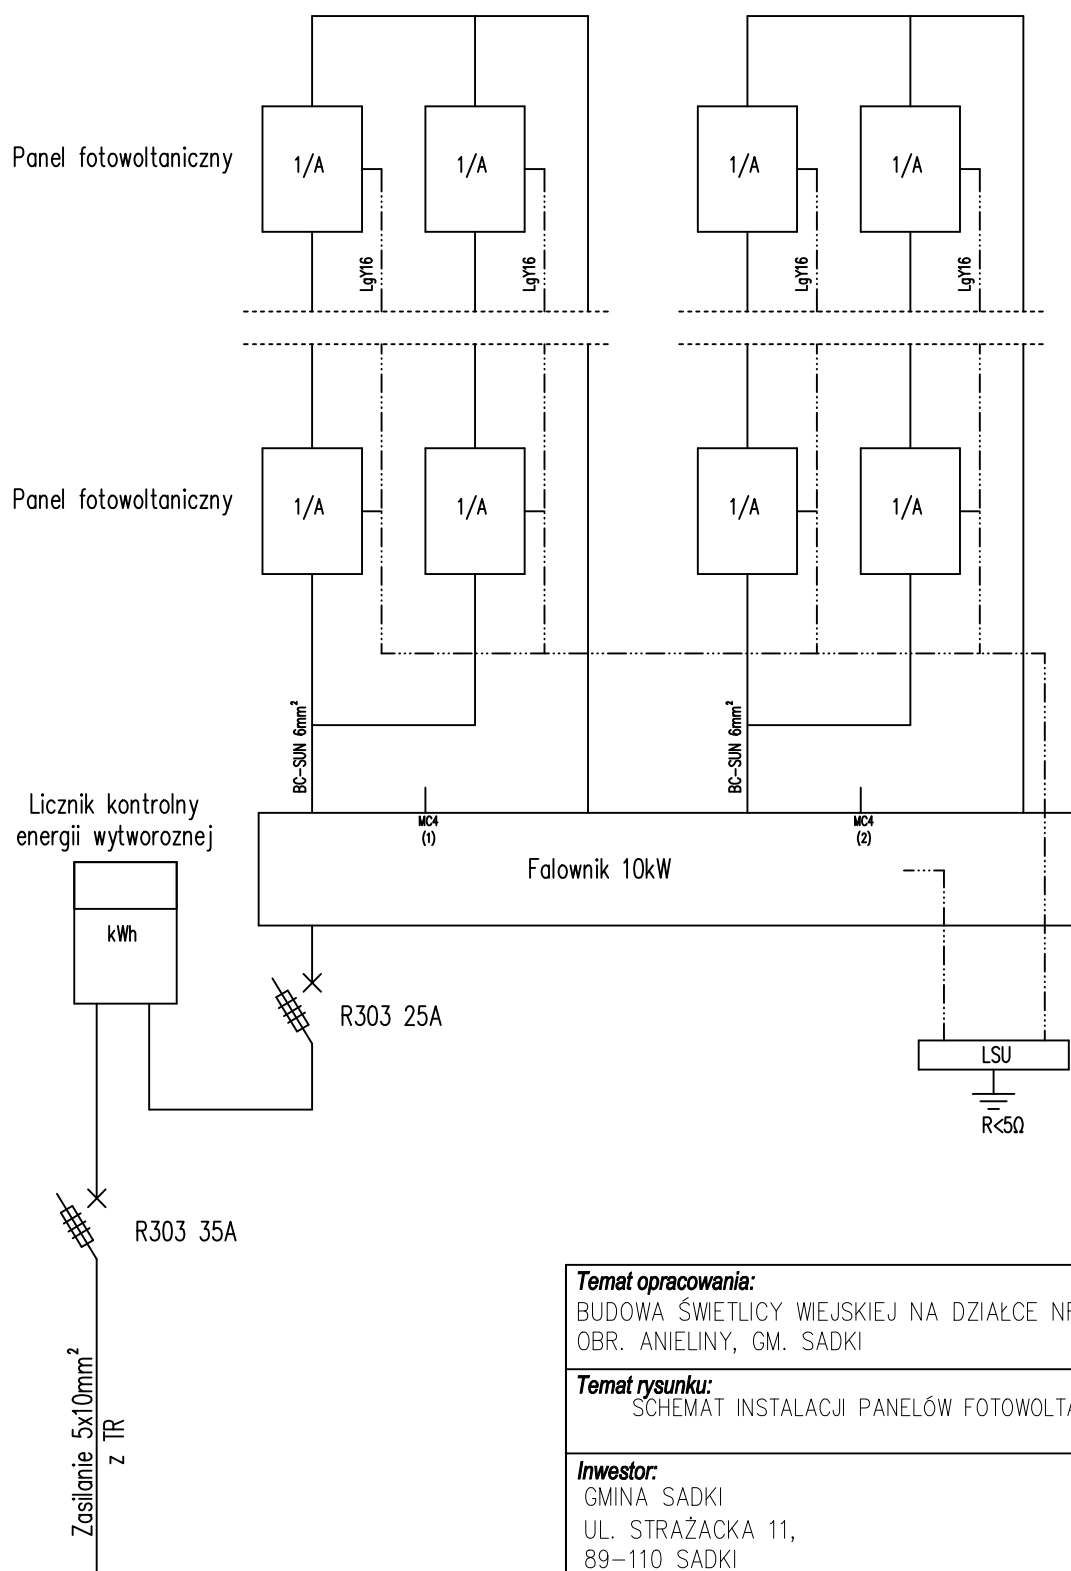 Panel fotowoltaniczny
1/A
1/A
1/A
1/A
LgY16
LgY16
LgY16
LgY16
Panel fotowoltaniczny
1/A
1/A
1/A
1/A
BC-SUN 6mm²
BC-SUN 6mm²
Licznik kontrolny
energii wytworoznej
kWh
MC4
(1)
MC4
(2)
Falownik 10kW
R303 25A
LSU
R<5Ω
R303 35A
Zasilanie 5x10mm²
z TR
Temat opracowania:
BUDOWA ŚWIETLICY WIEJSKIEJ NA DZIAŁCE
OBR. ANIELINY, GM. SADKI
Temat rysunku:
SCHEMAT INSTALACJI PANELÓW FOTOWOLTA
Inwestor:
GMINA SADKI
UL. STRAŻACKA 11,
89-110 SADKI